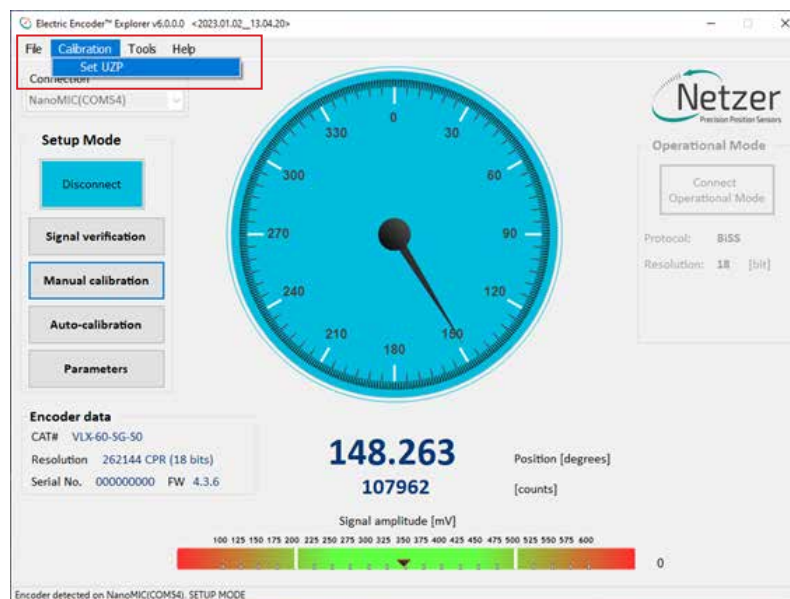 Electric Encoder™ Explorer v6.0.0.0 <2023.01.02__13.04.20>
File Calibration Tools Help
Set UZP
Connection
NanoMIC(COM54)
Netzer
Precision Position Sensors
Setup Mode
Disconnect
Signal verification
Manual calibration
Auto-calibration
Parameters
0
30
60
90
120
150
180
210
240
270
300
330
Operational Mode
Connect
Operational Mode
Protocol: BiSS
Resolution: 18 [bit]
Encoder data
CAT# VLX-60-SG-50
Resolution 262144 CPR (18 bits)
Serial No. 000000000 FW 4.3.6
148.263 Position [degrees]
107962 [counts]
Signal amplitude [mV]
100 125 150 175 200 225 250 275 300 325 350 375 400 425 450 475 500 525 550 575 600
0
Encoder detected on NanoMIC(COM54). SETUP MODE